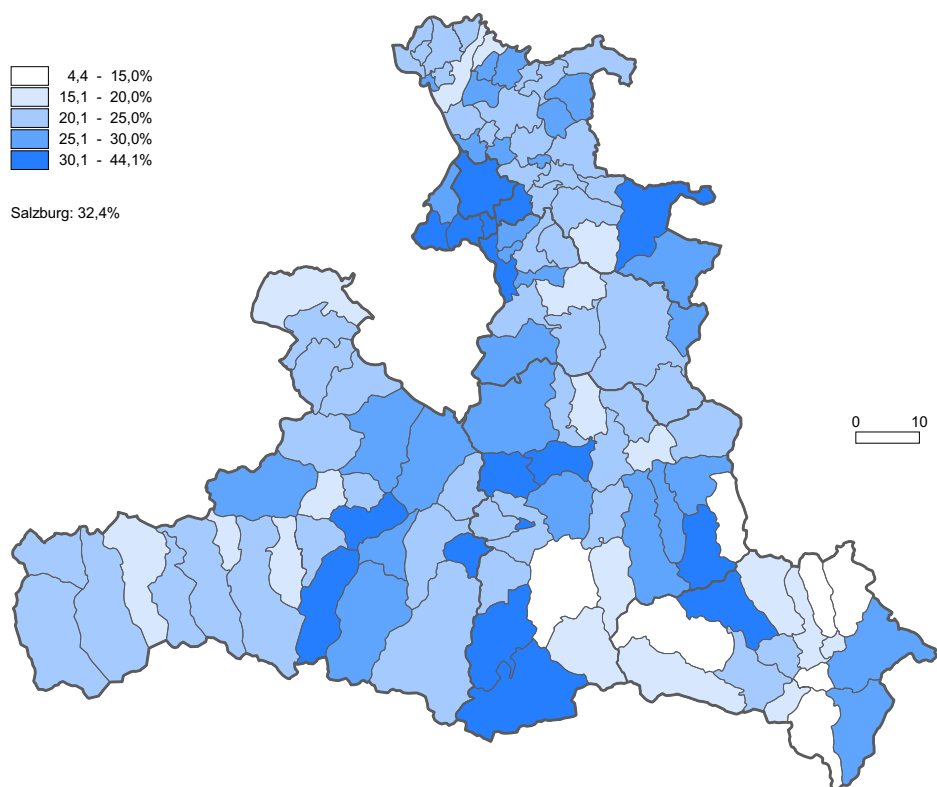 4,4 - 15,0%
15,1 - 20,0%
20,1 - 25,0%
25,1 - 30,0%
30,1 - 44,1%
Salzburg: 32,4%
0 10